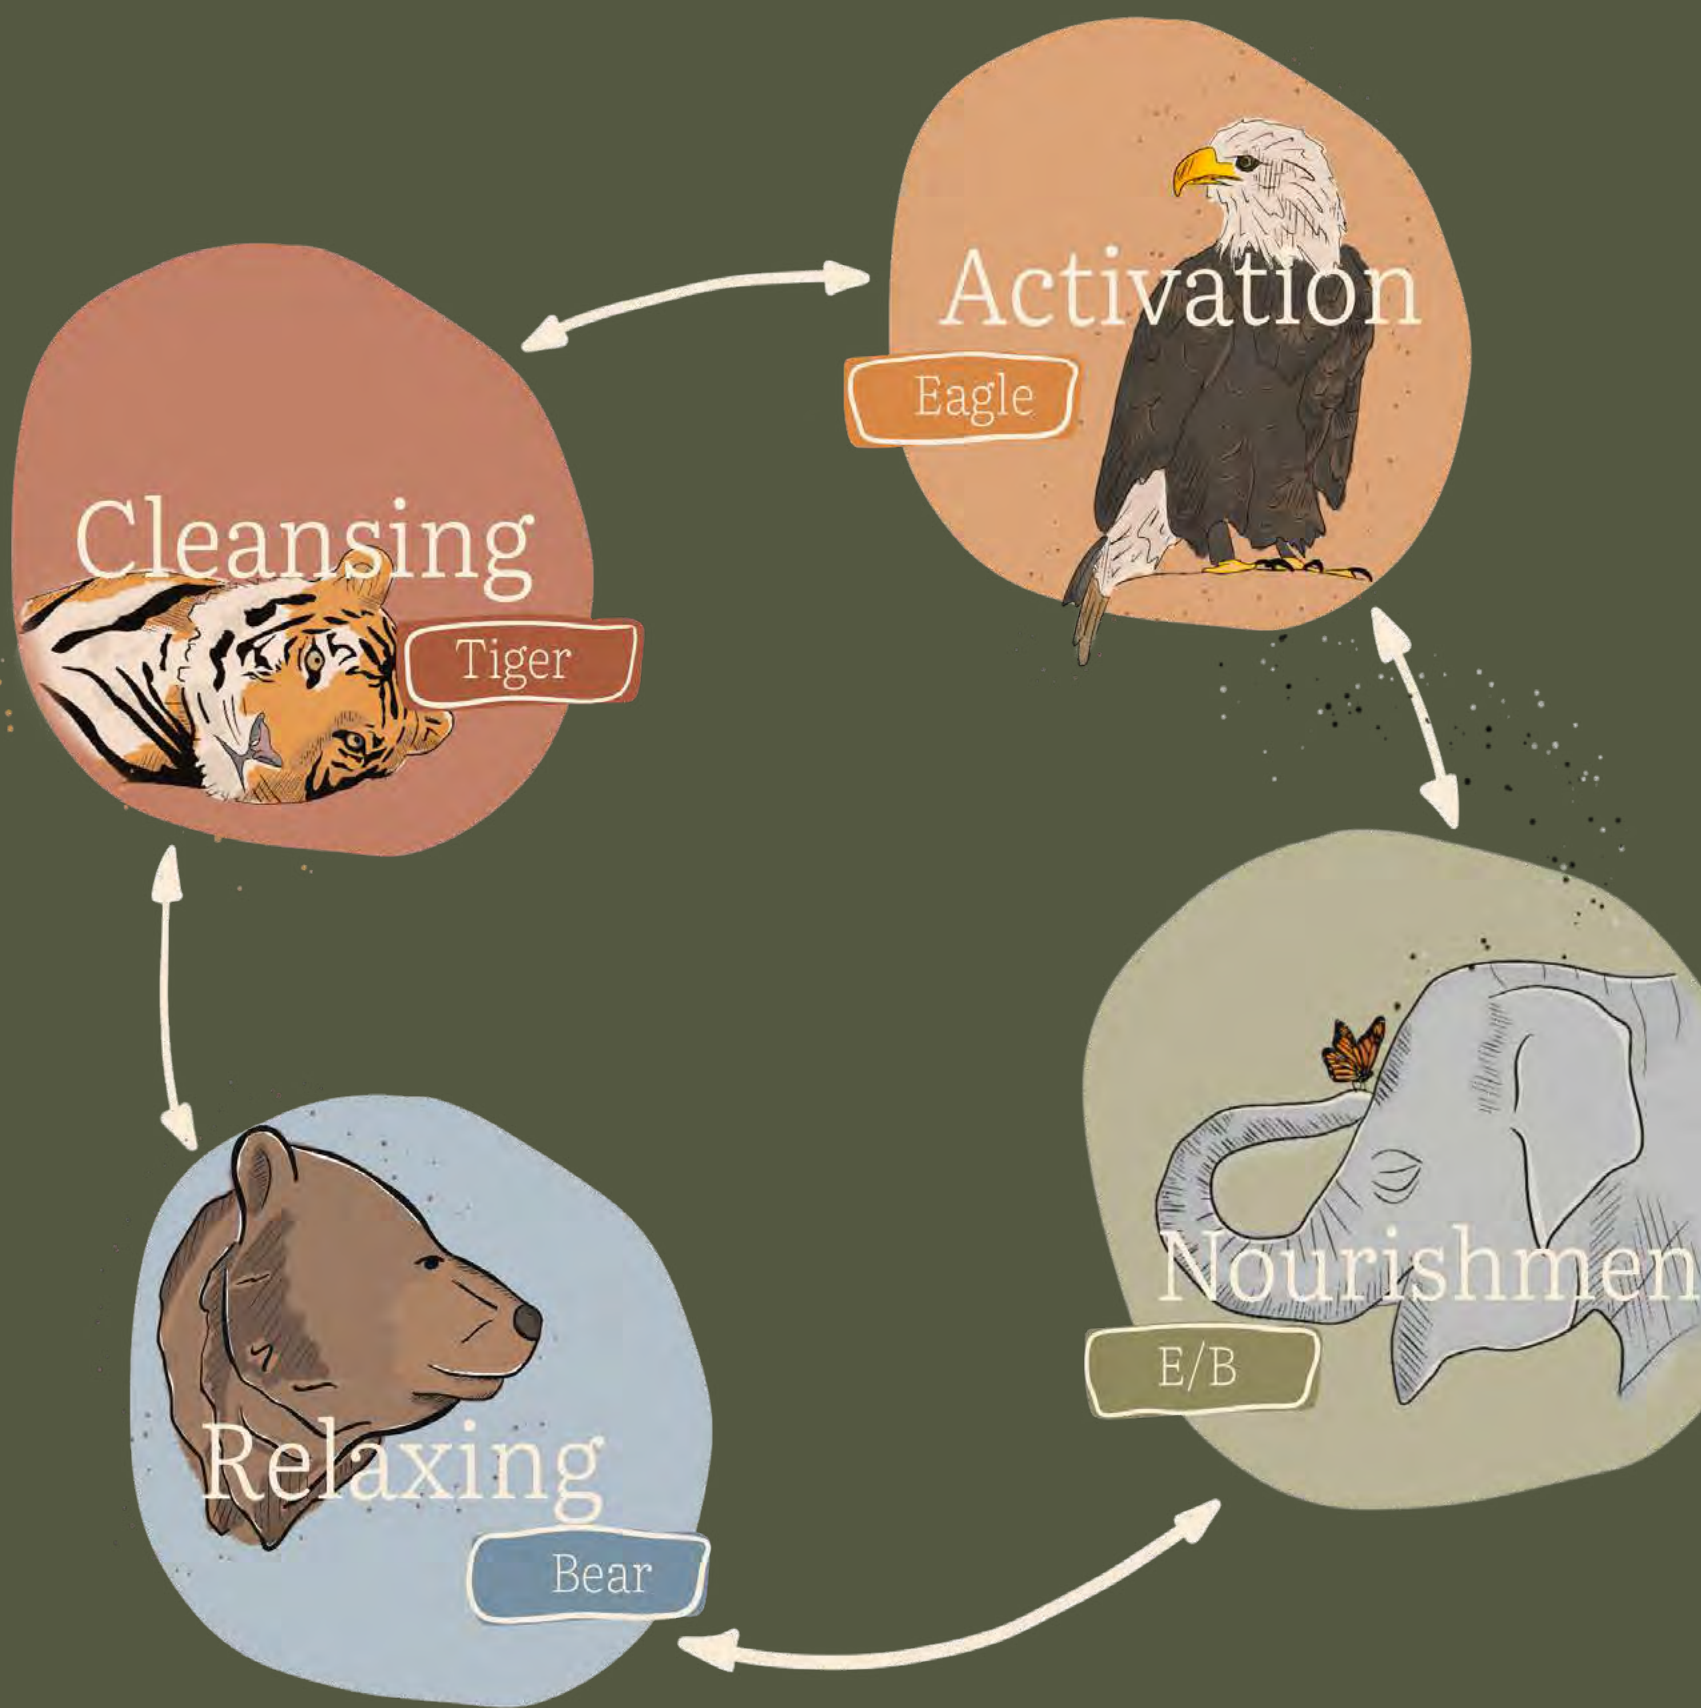 Activation
Eagle
Cleansing
Tiger
Nourishmen
E/B
Relaxing
Bear